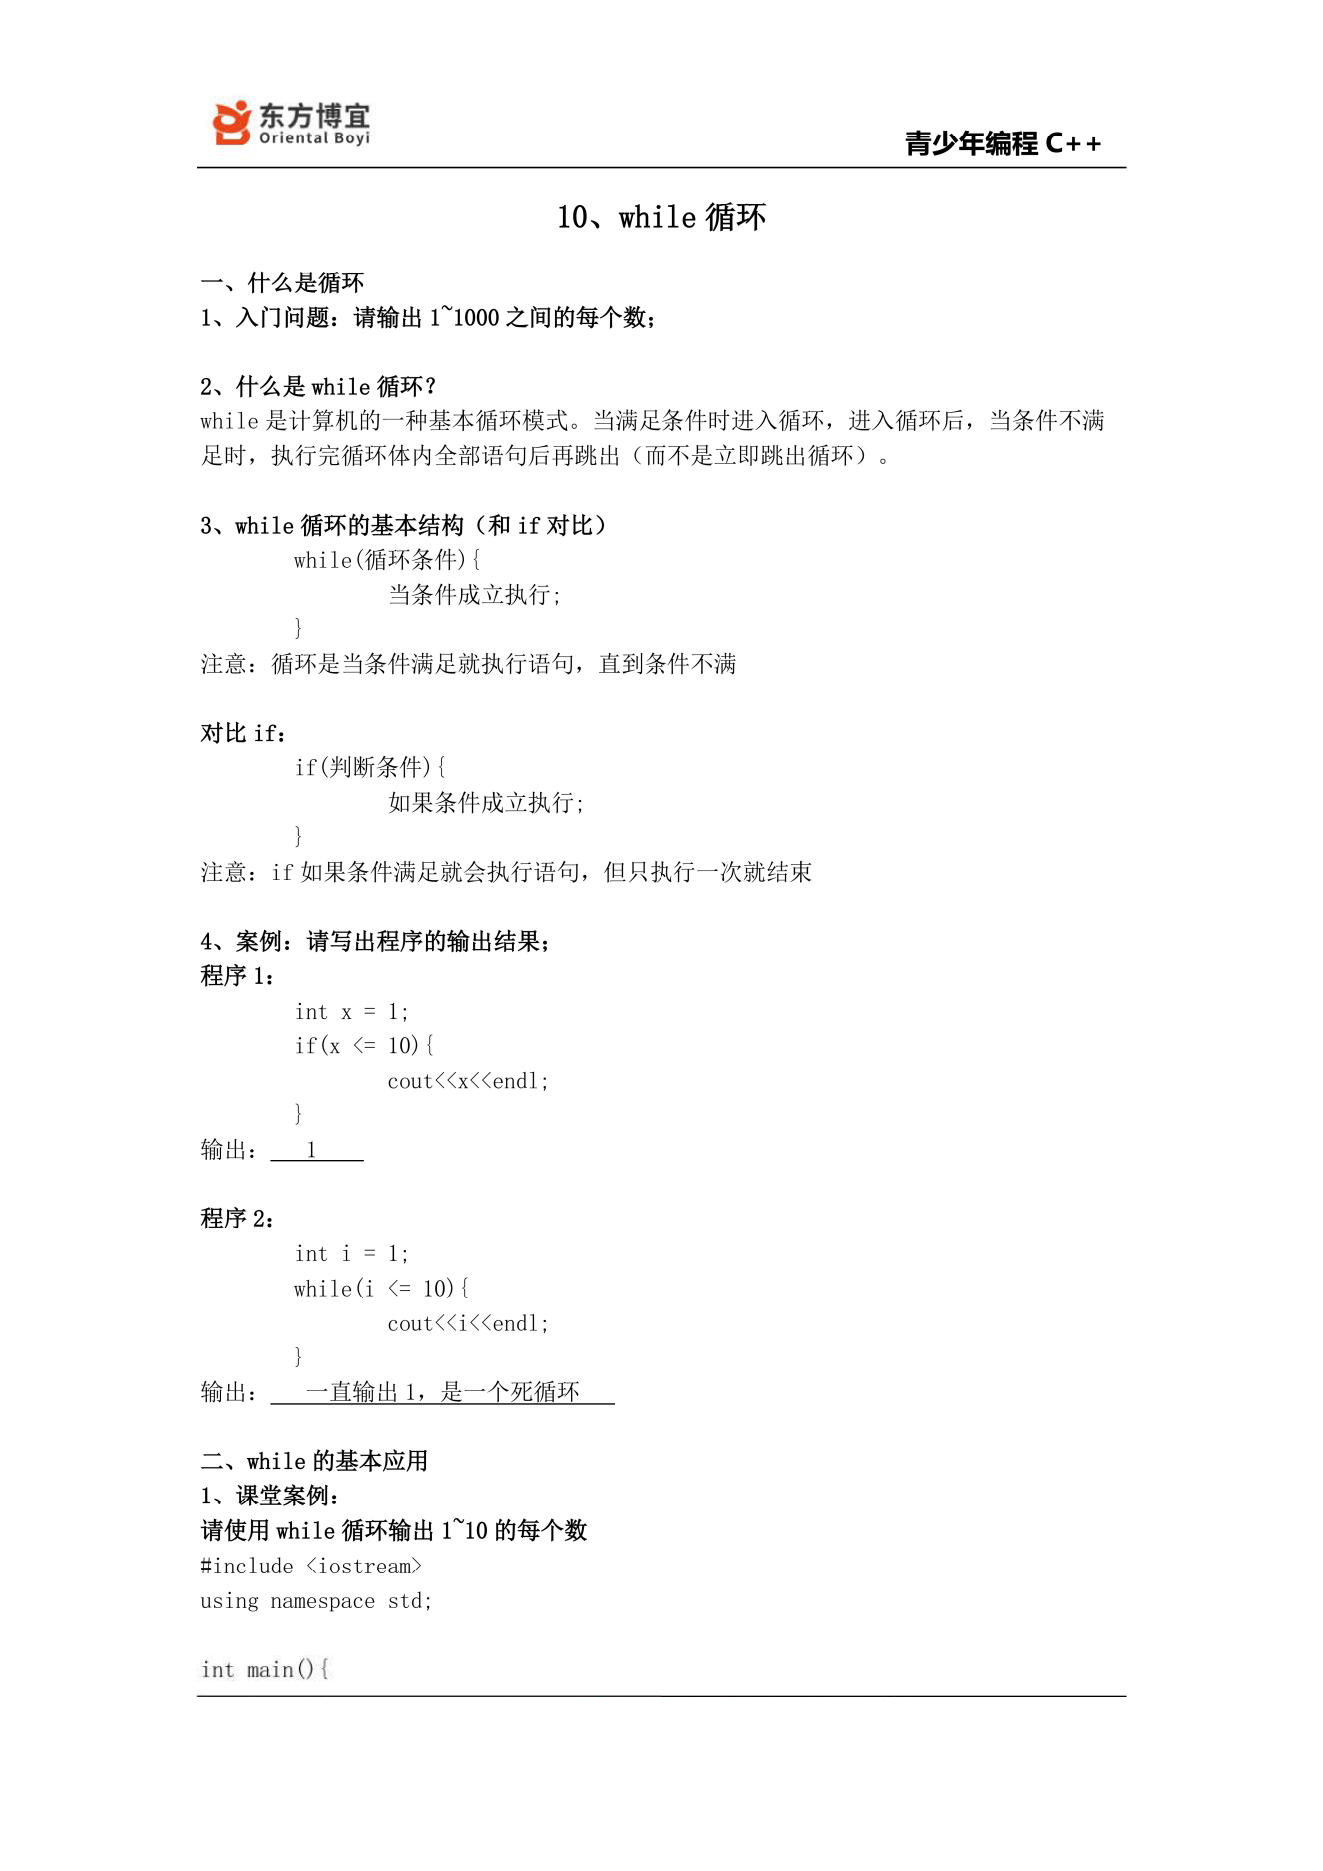 东方博宜
Oriental Boyi
青少年编程 C++
10、while 循环
一、什么是循环
1、入门问题：请输出 1~1000 之间的每个数；
2、什么是 while 循环？
while 是计算机的一种基本循环模式。当满足条件时进入循环，进入循环后，当条件不满
足时，执行完循环体内全部语句后再跳出（而不是立即跳出循环）。
3、while 循环的基本结构（和 if 对比）
while(循环条件){
当条件成立执行;
}
注意：循环是当条件满足就执行语句，直到条件不满
对比 if：
if(判断条件){
如果条件成立执行;
}
注意：if 如果条件满足就会执行语句，但只执行一次就结束
4、案例：请写出程序的输出结果；
程序 1：
int x = 1;
if(x <= 10){
cout<<x<<endl;
}
输出： 1
程序 2：
int i = 1;
while(i <= 10){
cout<<i<<endl;
}
输出： 一直输出 1，是一个死循环
二、while 的基本应用
1、课堂案例：
请使用 while 循环输出 1~10 的每个数
#include <iostream>
using namespace std;
int main(){